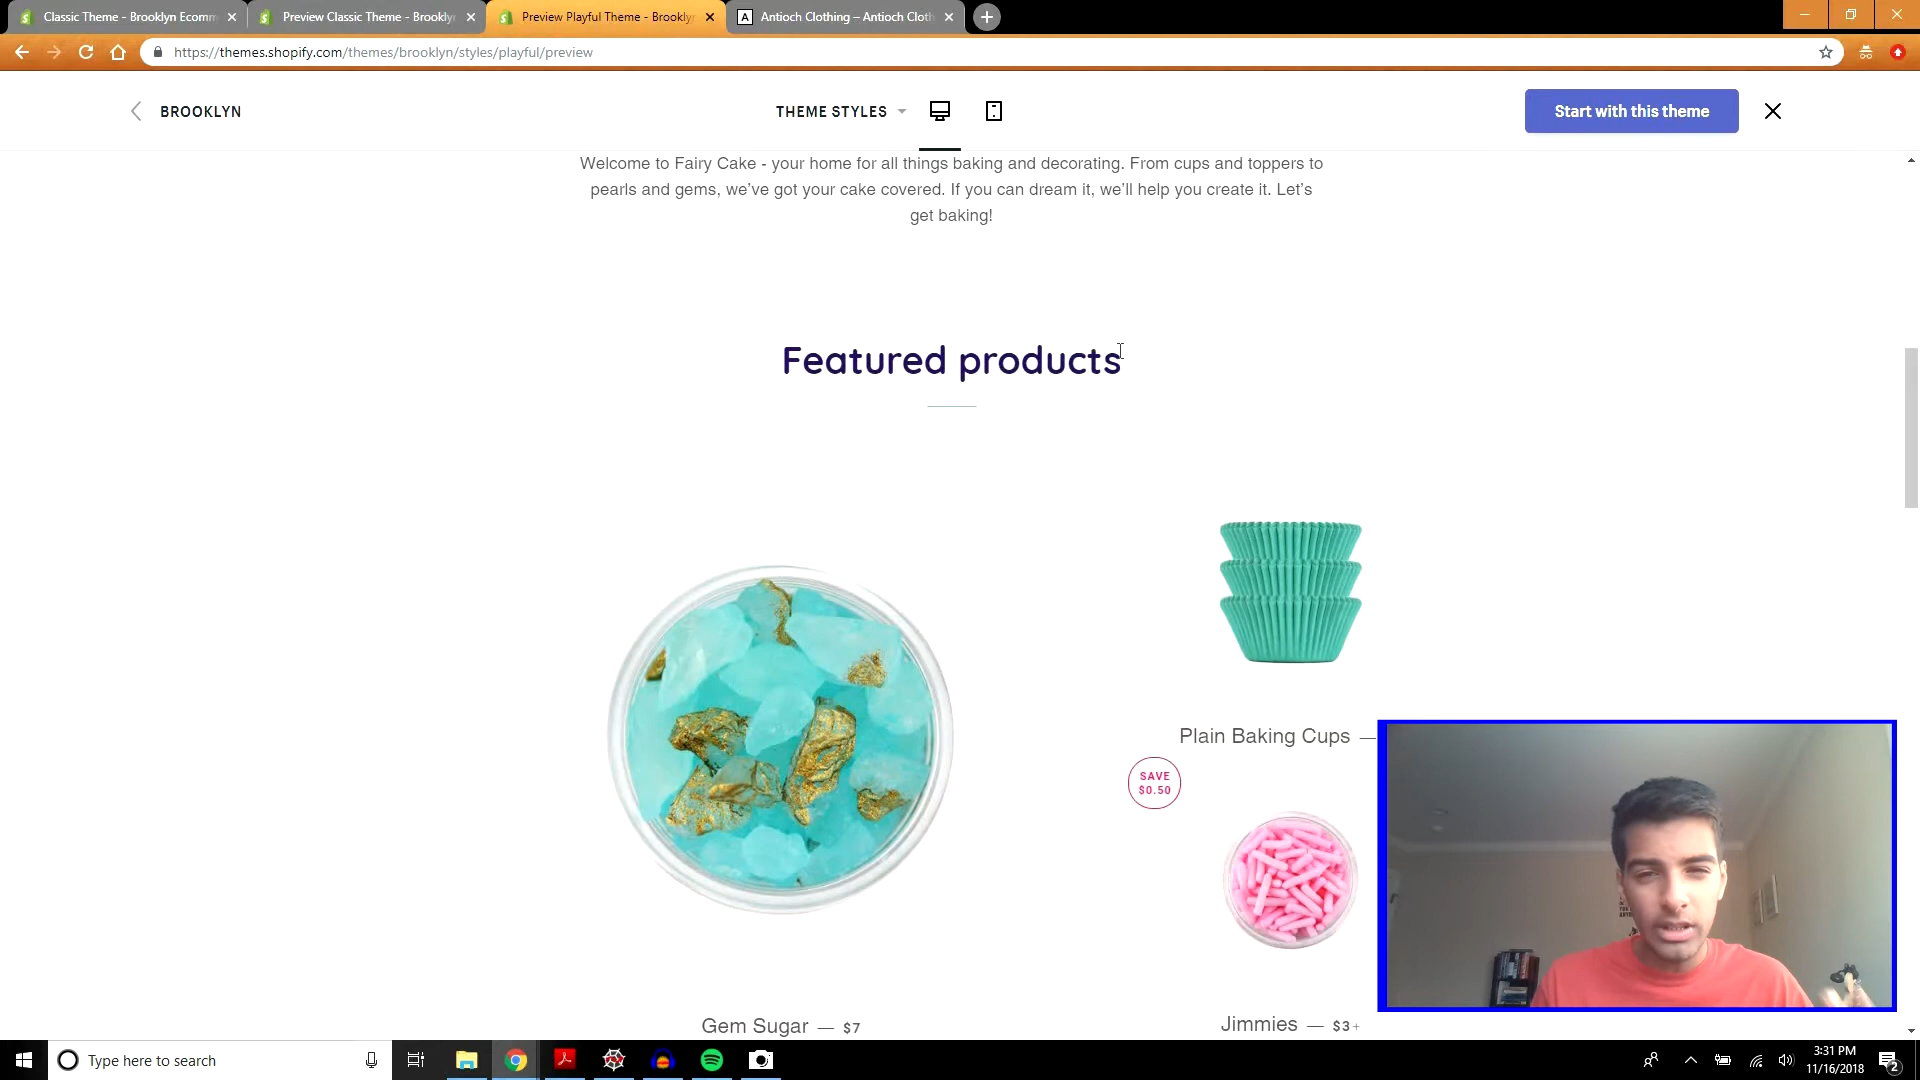 Classic Theme - Brooklyn Ecomm
Preview Classic Theme - Brookly
Preview Playful Theme - Brookly
Antioch Clothing – Antioch Cloth
https://themes.shopify.com/themes/brooklyn/styles/playful/preview
BROOKLYN
THEME STYLES
Start with this theme
Welcome to Fairy Cake - your home for all things baking and decorating. From cups and toppers to
pearls and gems, we’ve got your cake covered. If you can dream it, we’ll help you create it. Let’s
get baking!
Featured products
Plain Baking Cups —
SAVE
$0.50
Gem Sugar — $7
Jimmies — $3+
Type here to search
3:31 PM
11/16/2018
2